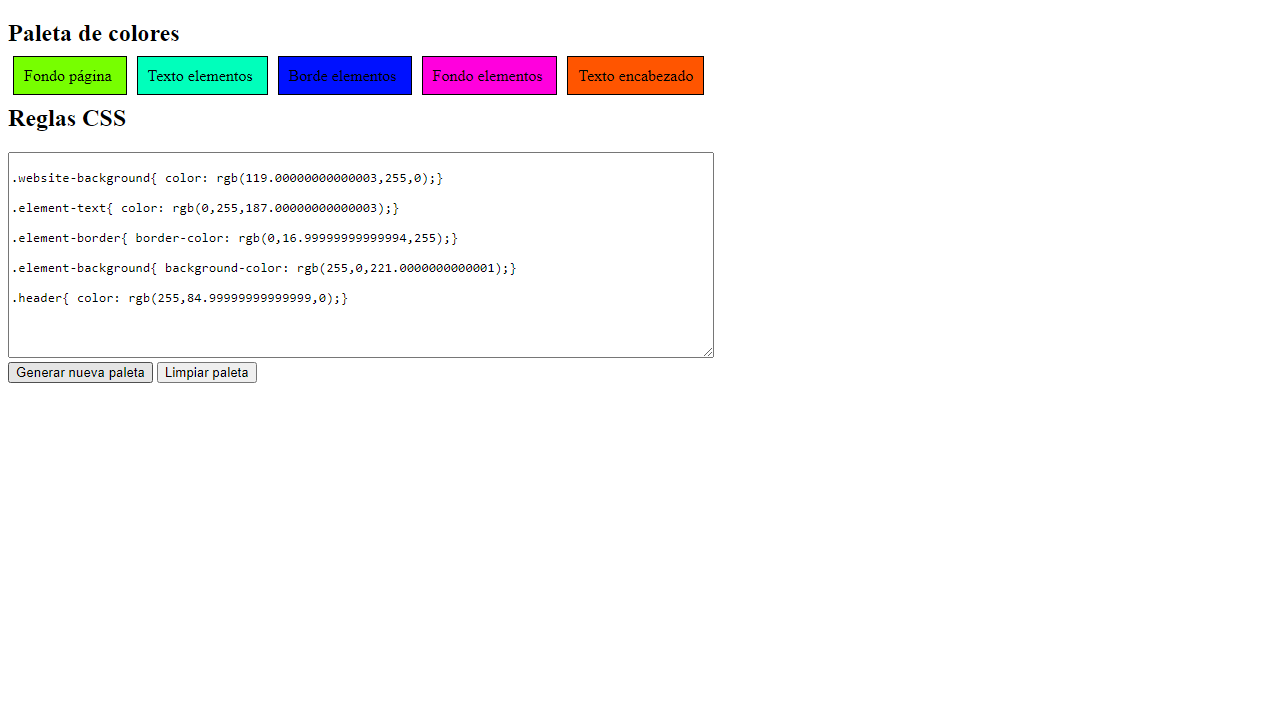 Paleta de colores
Fondo página Texto elementos Borde elementos Fondo elementos Texto encabezado
Reglas CSS
.website-background{ color: rgb(119.00000000000003,255,0);}
.element-text{ color: rgb(0,255,187.00000000000003);}
.element-border{ border-color: rgb(0,16.99999999999994,255);}
.element-background{ background-color: rgb(255,0,221.0000000000001);}
.header{ color: rgb(255,84.99999999999999,0);}
Generar nueva paleta Limpiar paleta